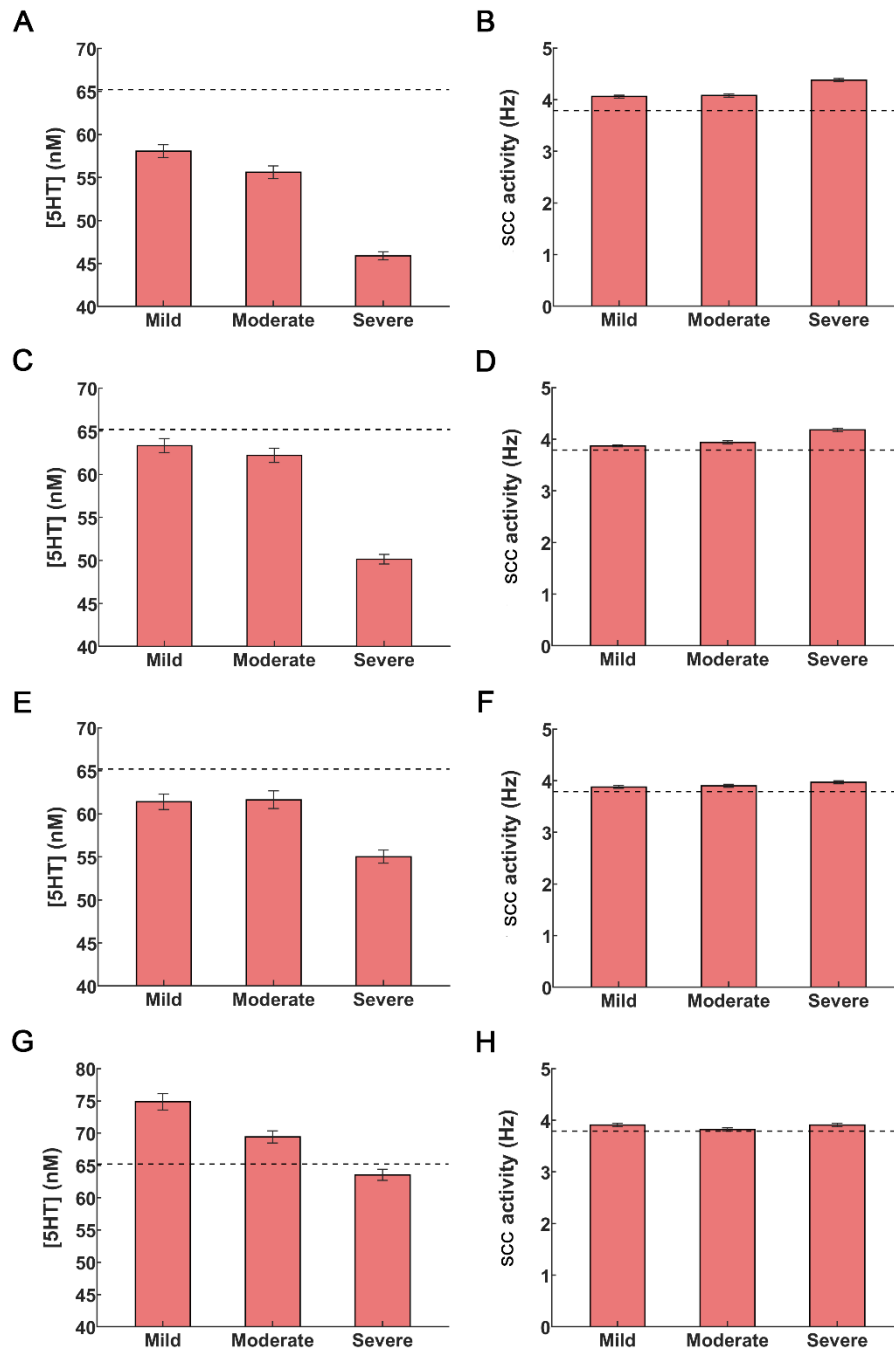 A
70
65
60
55
50
45
40
[5HT] (nM)
Mild Moderate Severe
B
5
4
3
2
1
0
SCC activity (Hz)
Mild Moderate Severe
C
70
65
60
55
50
45
40
[5HT] (nM)
Mild Moderate Severe
D
5
4
3
2
1
0
SCC activity (Hz)
Mild Moderate Severe
E
70
65
60
55
50
45
40
[5HT] (nM)
Mild Moderate Severe
F
5
4
3
2
1
0
SCC activity (Hz)
Mild Moderate Severe
G
80
75
70
65
60
55
50
45
40
[5HT] (nM)
Mild Moderate Severe
H
5
4
3
2
1
0
SCC activity (Hz)
Mild Moderate Severe